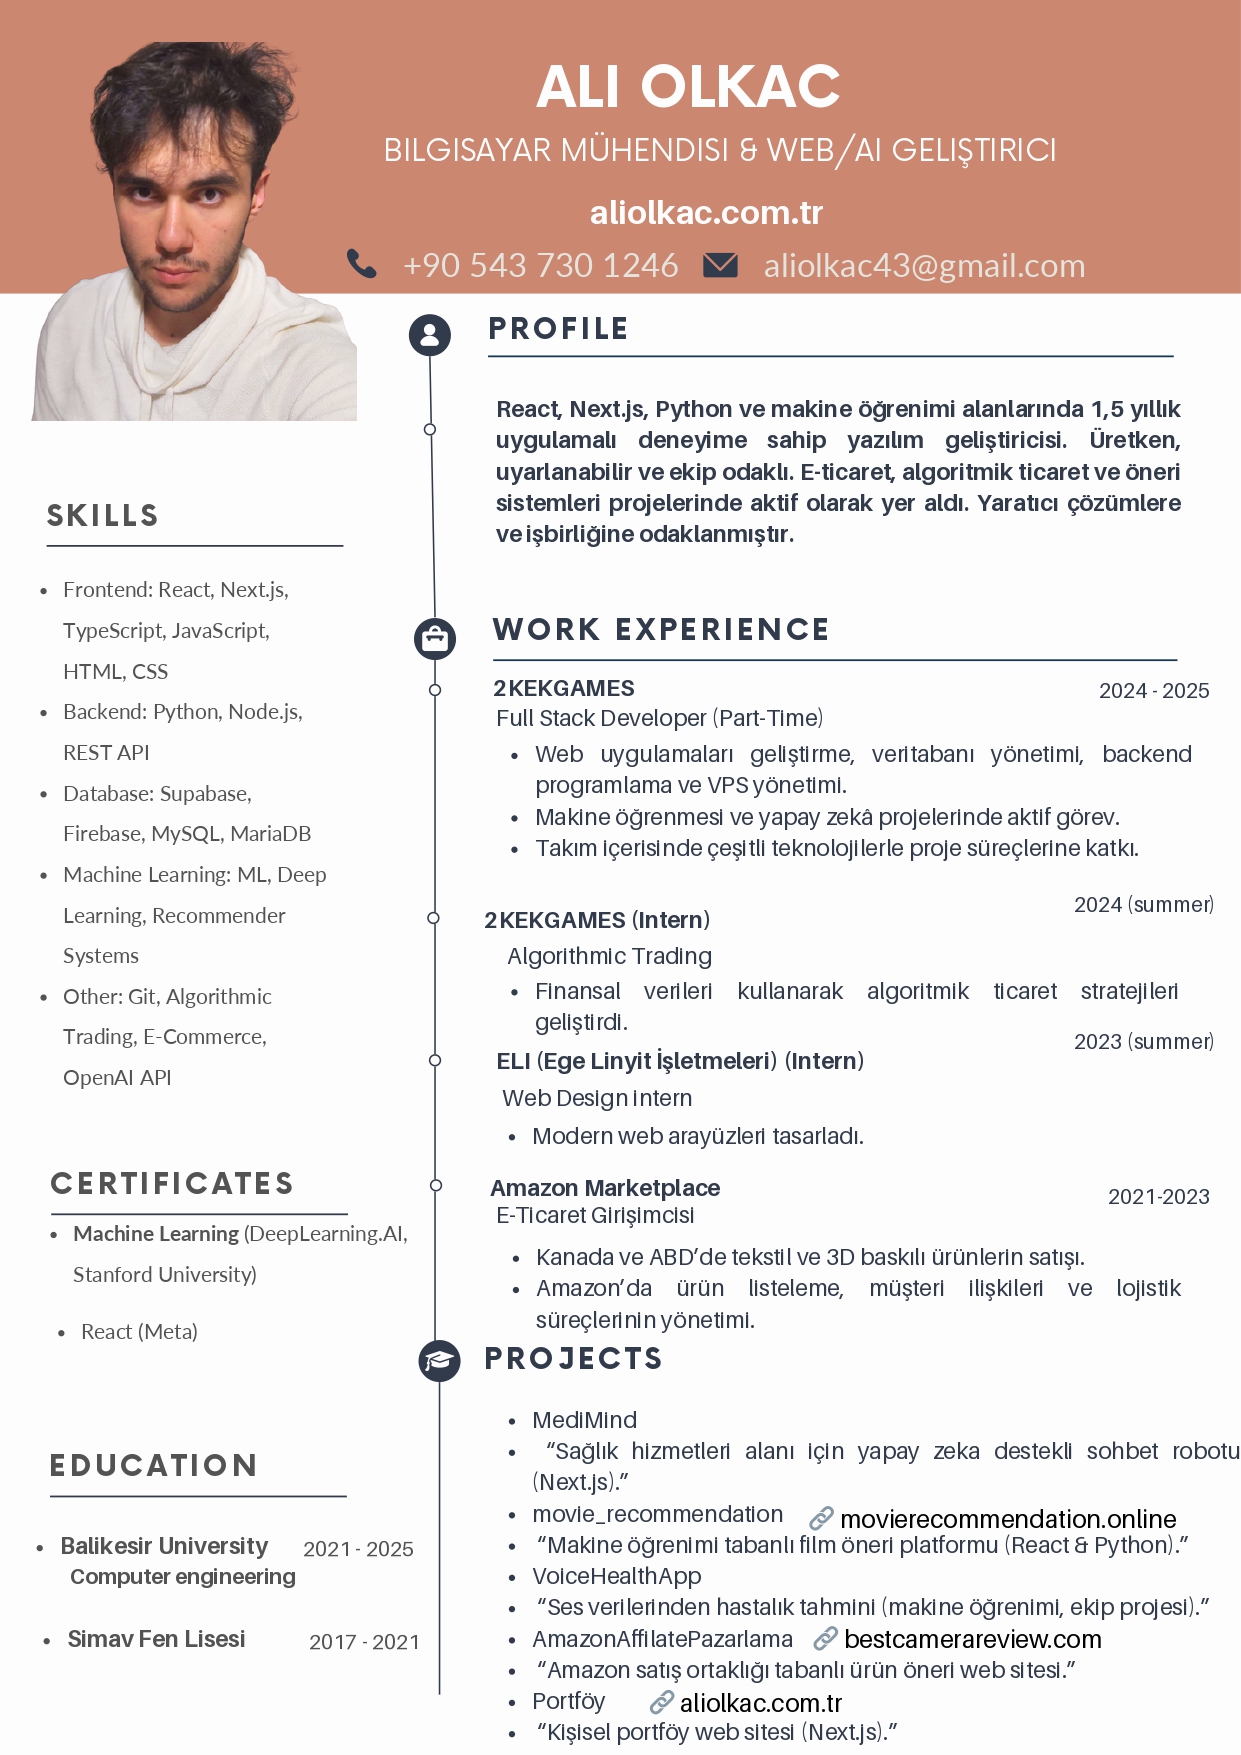 ALI OLKAC
BILGISAYAR MÜHENDISI & WEB/AI GELIŞTIRICI
aliolkac.com.tr
+90 543 730 1246 aliolkac43@gmail.com
PROFILE
React, Next.js, Python ve makine öğrenimi alanlarında 1,5 yıllık
uygulamalı deneyime sahip yazılım geliştiricisi. Üretken,
uyarlanabilir ve ekip odaklı. E-ticaret, algoritmik ticaret ve öneri
sistemleri projelerinde aktif olarak yer aldı. Yaratıcı çözümlere
ve işbirliğine odaklanmıştır.
SKILLS
• Frontend: React, Next.js,
TypeScript, JavaScript,
HTML, CSS
• Backend: Python, Node.js,
REST API
• Database: Supabase,
Firebase, MySQL, MariaDB
• Machine Learning: ML, Deep
Learning, Recommender
Systems
• Other: Git, Algorithmic
Trading, E-Commerce,
OpenAI API
CERTIFICATES
• Machine Learning (DeepLearning.AI,
Stanford University)
• React (Meta)
EDUCATION
• Balikesir University 2021 - 2025
Computer engineering
• Simav Fen Lisesi 2017 - 2021
WORK EXPERIENCE
2KEKGAMES 2024 - 2025
Full Stack Developer (Part-Time)
• Web uygulamaları geliştirme, veritabanı yönetimi, backend
programlama ve VPS yönetimi.
• Makine öğrenmesi ve yapay zekâ projelerinde aktif görev.
• Takım içerisinde çeşitli teknolojilerle proje süreçlerine katkı.
2024 (summer)
2KEKGAMES (Intern)
Algorithmic Trading
• Finansal verileri kullanarak algoritmik ticaret stratejileri
geliştirdi.
2023 (summer)
ELI (Ege Linyit İşletmeleri) (Intern)
Web Design intern
• Modern web arayüzleri tasarladı.
Amazon Marketplace 2021-2023
E-Ticaret Girişimcisi
• Kanada ve ABD’de tekstil ve 3D baskılı ürünlerin satışı.
• Amazon’da ürün listeleme, müşteri ilişkileri ve lojistik
süreçlerinin yönetimi.
PROJECTS
• MediMind
• “Sağlık hizmetleri alanı için yapay zeka destekli sohbet robotu
(Next.js).”
• movie_recommendation 🔗 movierecommendation.online
• “Makine öğrenimi tabanlı film öneri platformu (React & Python).”
• VoiceHealthApp
• “Ses verilerinden hastalık tahmini (makine öğrenimi, ekip projesi).”
• AmazonAffilatePazarlama 🔗 bestcamerareview.com
• “Amazon satış ortaklığı tabanlı ürün öneri web sitesi.”
• Portföy 🔗 aliolkac.com.tr
• “Kişisel portföy web sitesi (Next.js).”